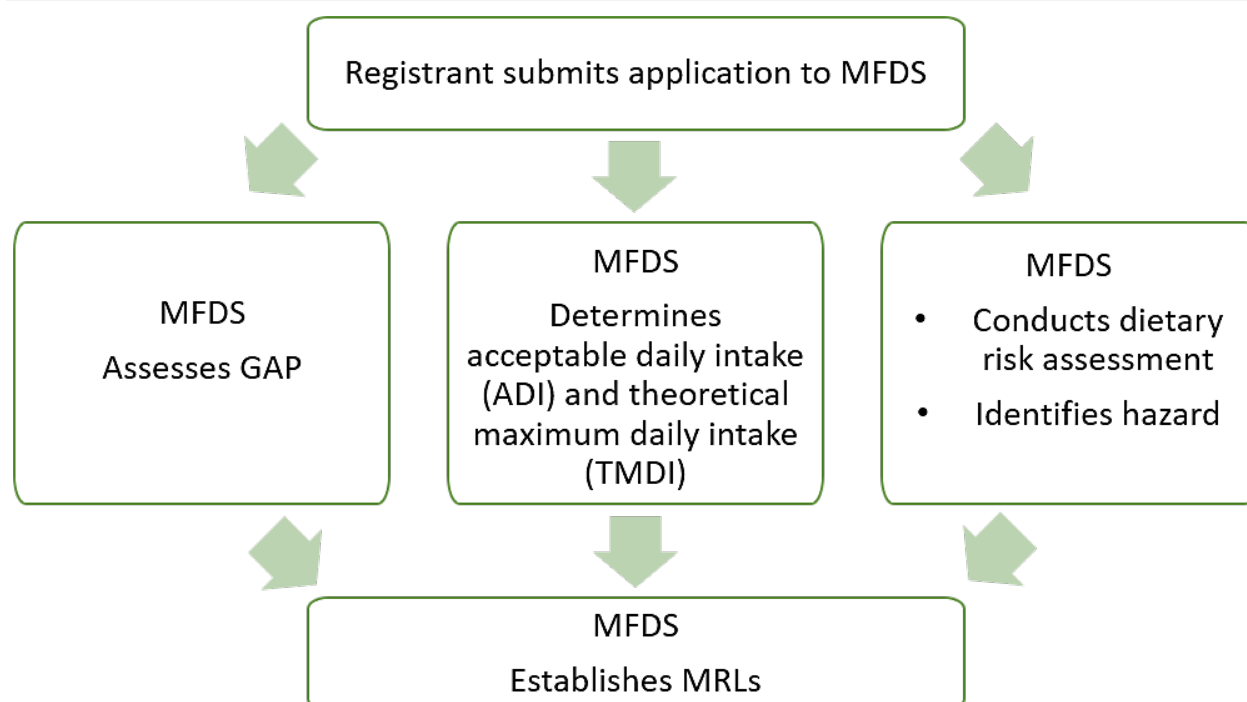 Registrant submits application to MFDS
MFDS
Assesses GAP
MFDS
Determines
acceptable daily intake
(ADI) and theoretical
maximum daily intake
(TMDI)
MFDS
• Conducts dietary
risk assessment
• Identifies hazard
MFDS
Establishes MRLs